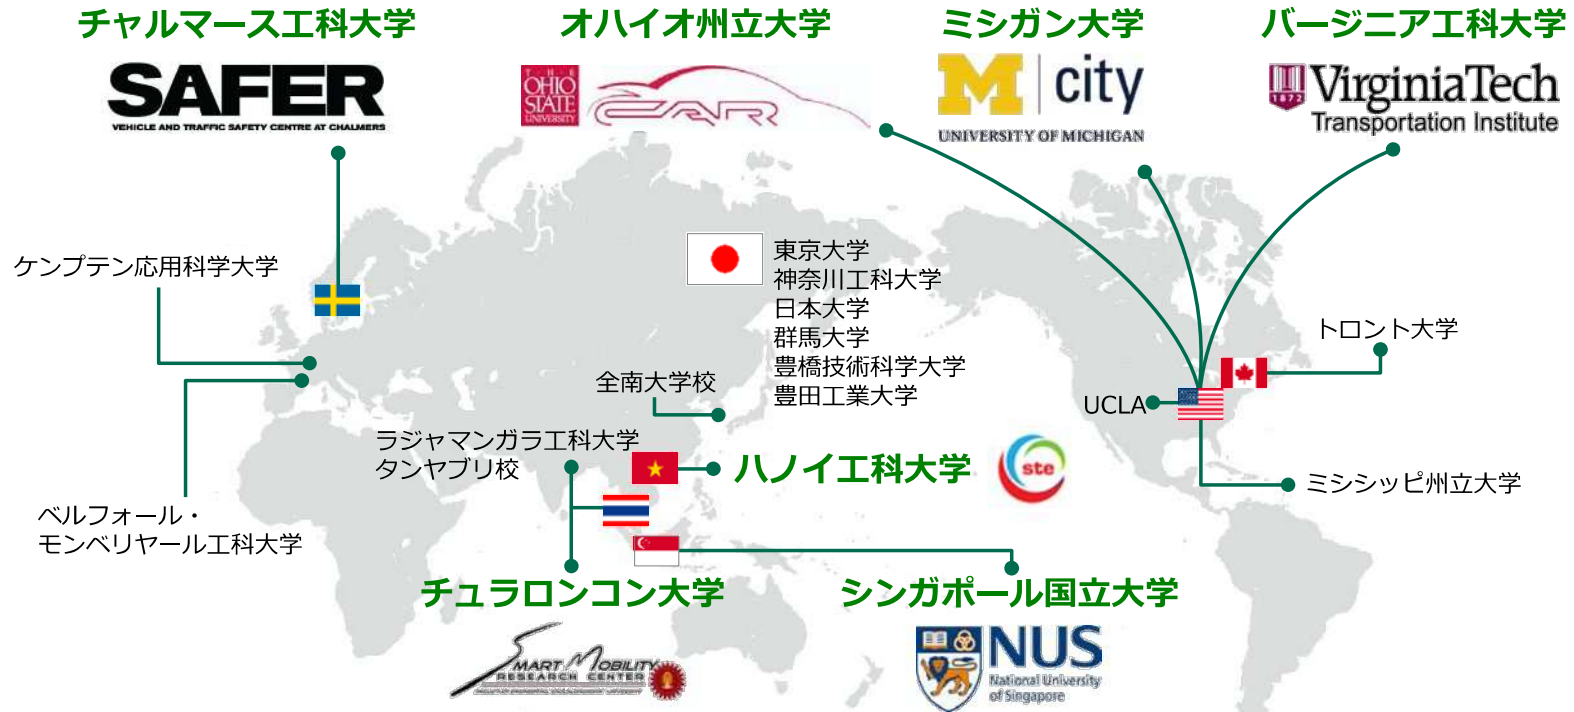 チャルマース工科大学
SAFER
VEHICLE AND TRAFFIC SAFETY CENTRE AT CHALMERS
オハイオ州立大学
THE
OHIO
STATE
UNIVERSITY
CAR
ミシガン大学
M city
UNIVERSITY OF MICHIGAN
バージニア工科大学
1872
VirginiaTech
Transportation Institute
ケンプテン応用科学大学
東京大学
神奈川工科大学
日本大学
群馬大学
豊橋技術科学大学
豊田工業大学
トロント大学
全南大学校
UCLA
ラジャマンガラ工科大学
タンヤブリ校
ハノイ工科大学
ste
ミシシッピ州立大学
ベルフォール・
モンベリヤール工科大学
チュラロンコン大学
SMART MOBILITY
RESEARCH CENTER
シンガポール国立大学
NUS
National University
of Singapore